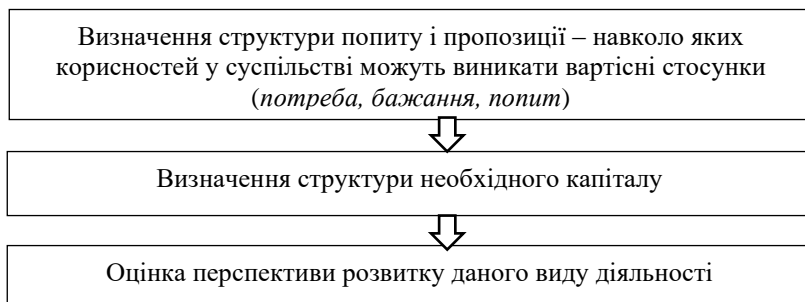 Визначення структури попиту і пропозиції – навколо яких
корисностей у суспільстві можуть виникати вартісні стосунки
(потреба, бажання, попит)
Визначення структури необхідного капіталу
Оцінка перспективи розвитку даного виду діяльності